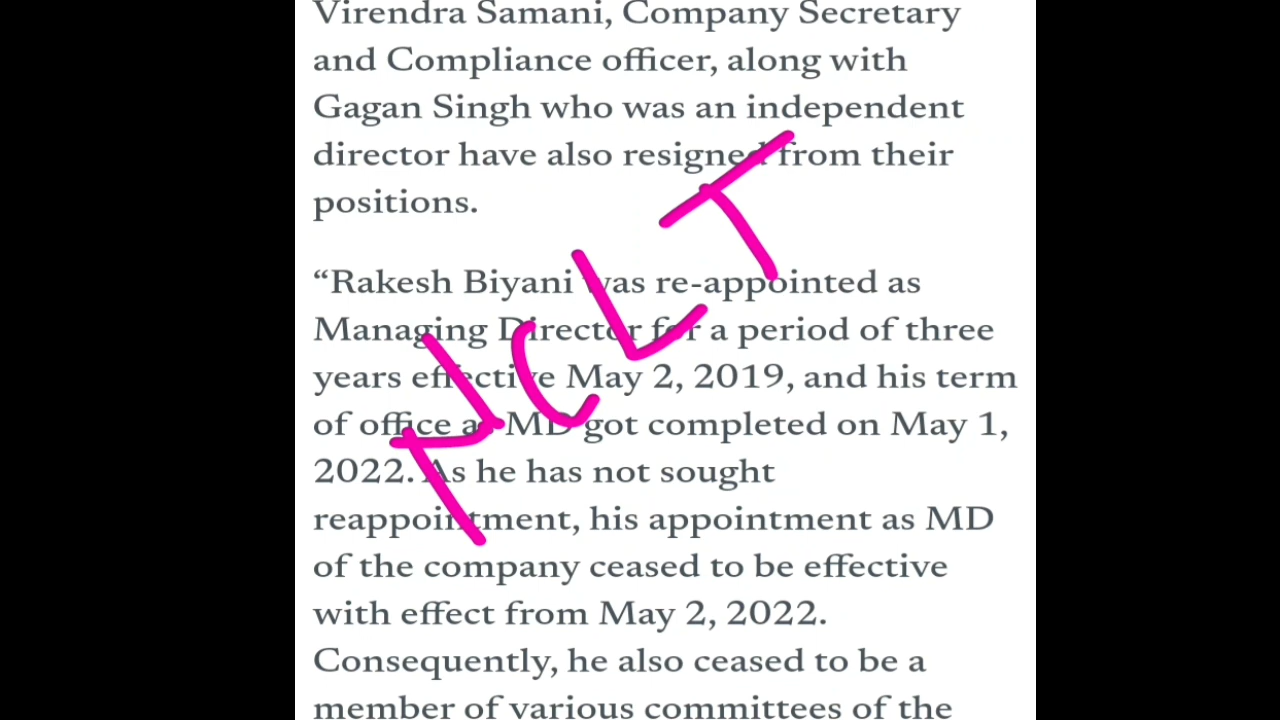 Virendra Samani, Company Secretary
and Compliance officer, along with
Gagan Singh who was an independent
director have also resigned from their
positions.
“Rakesh Biyani was re-appointed as
Managing Director for a period of three
years effective May 2, 2019, and his term
of office as MD got completed on May 1,
2022. As he has not sought
reappointment, his appointment as MD
of the company ceased to be effective
with effect from May 2, 2022.
Consequently, he also ceased to be a
member of various committees of the
NCLT